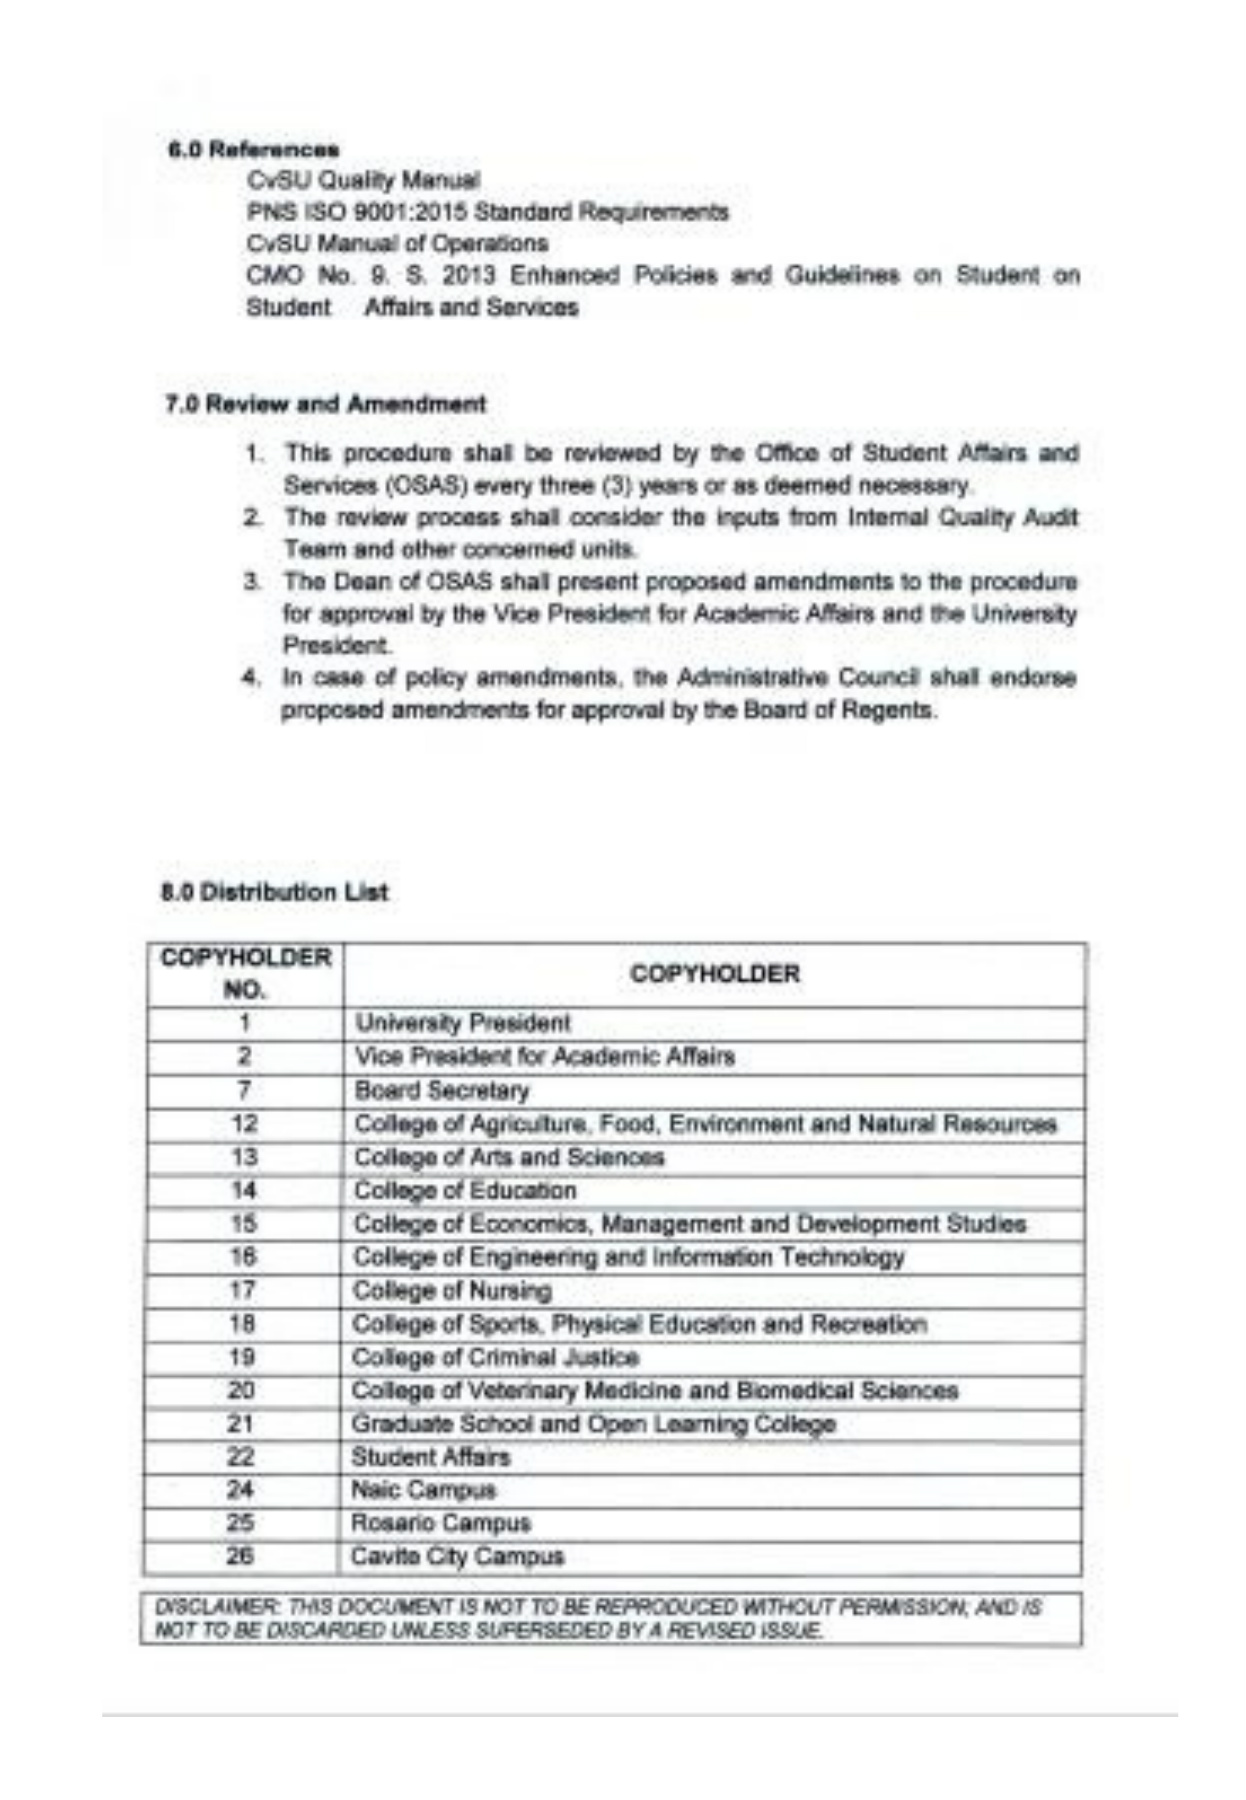 6.0 References
CvSU Quality Manual
PNS ISO 9001:2015 Standard Requirements
CvSU Manual of Operations
CMO No. 9. S. 2013 Enhanced Policies and Guidelines on Student on
Student Affairs and Services
7.0 Review and Amendment
1. This procedure shall be reviewed by the Office of Student Affairs and
Services (OSAS) every three (3) years or as deemed necessary.
2. The review process shall consider the inputs from Internal Quality Audit
Team and other concerned units.
3. The Dean of OSAS shall present proposed amendments to the procedure
for approval by the Vice President for Academic Affairs and the University
President.
4. In case of policy amendments, the Administrative Council shall endorse
proposed amendments for approval by the Board of Regents.
8.0 Distribution List
COPYHOLDER
NO.
COPYHOLDER
1 University President
2 Vice President for Academic Affairs
7 Board Secretary
12 College of Agriculture, Food, Environment and Natural Resources
13 College of Arts and Sciences
14 College of Education
15 College of Economics, Management and Development Studies
16 College of Engineering and Information Technology
17 College of Nursing
18 College of Sports, Physical Education and Recreation
19 College of Criminal Justice
20 College of Veterinary Medicine and Biomedical Sciences
21 Graduate School and Open Learning College
22 Student Affairs
24 Naic Campus
25 Rosario Campus
26 Cavite City Campus
DISCLAIMER: THIS DOCUMENT IS NOT TO BE REPRODUCED WITHOUT PERMISSION; AND IS
NOT TO BE DISCARDED UNLESS SUPERSEDED BY A REVISED ISSUE.